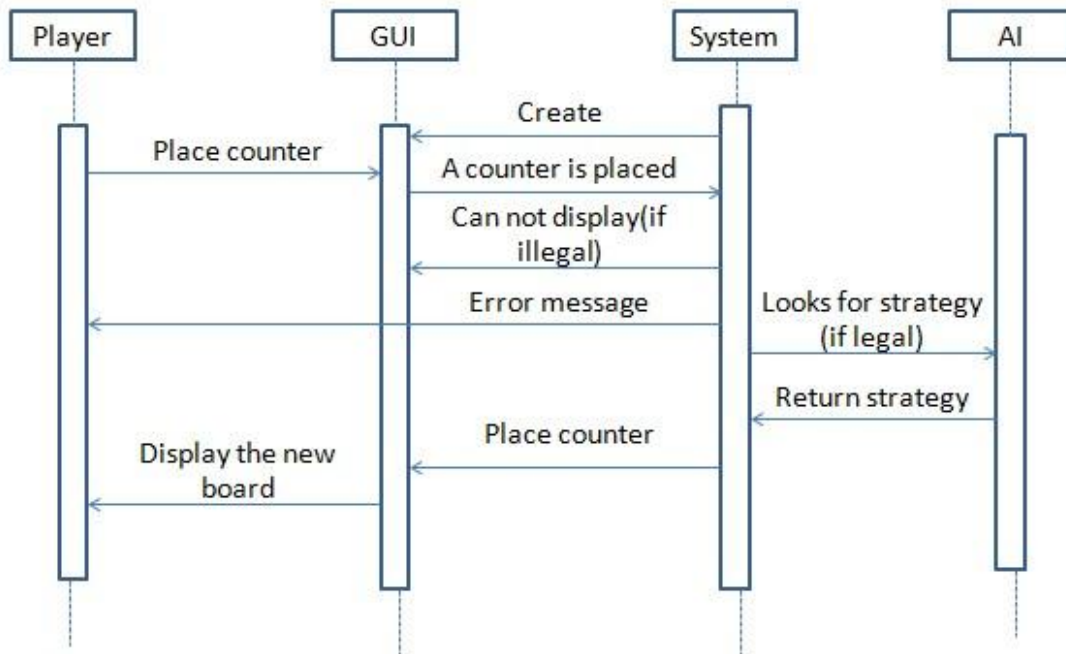 Player
GUI
System
AI
Create
Place counter
A counter is placed
Can not display(if
illegal)
Error message
Looks for strategy
(if legal)
Return strategy
Place counter
Display the new
board